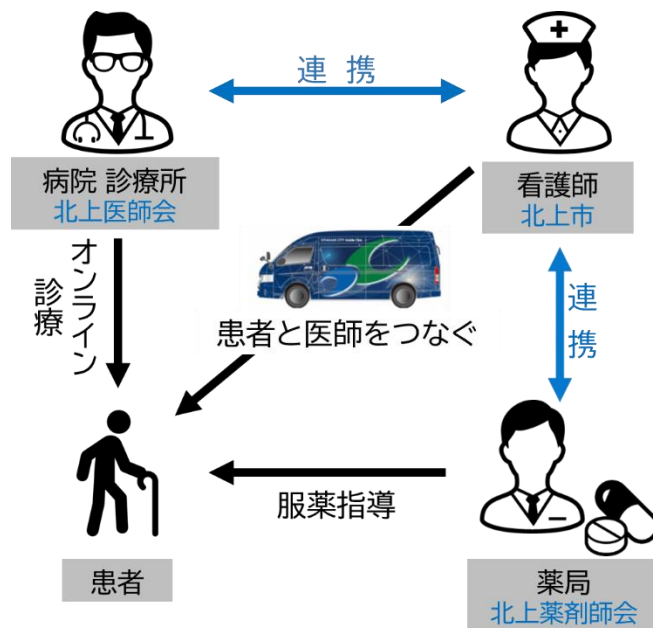 連携
病院 診療所
北上医師会
看護師
北上市
オンライン
診療
患者と医師をつなぐ
連携
服薬指導
患者
薬局
北上薬剤師会